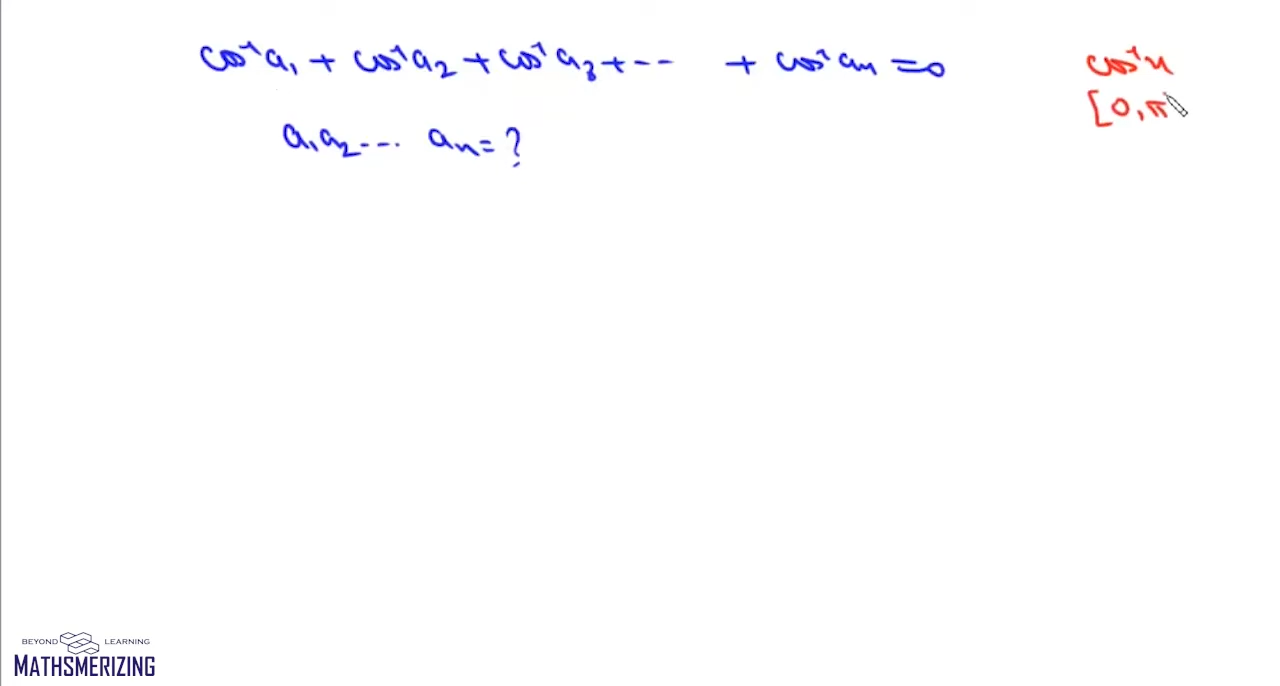 cos⁻¹a₁ + cos⁻¹a₂ + cos⁻¹a₃ + --- + cos⁻¹aₙ = 0
cos⁻¹x
[0, π
a₁a₂---- aₙ = ?
BEYOND LEARNING
MATHSMERIZING